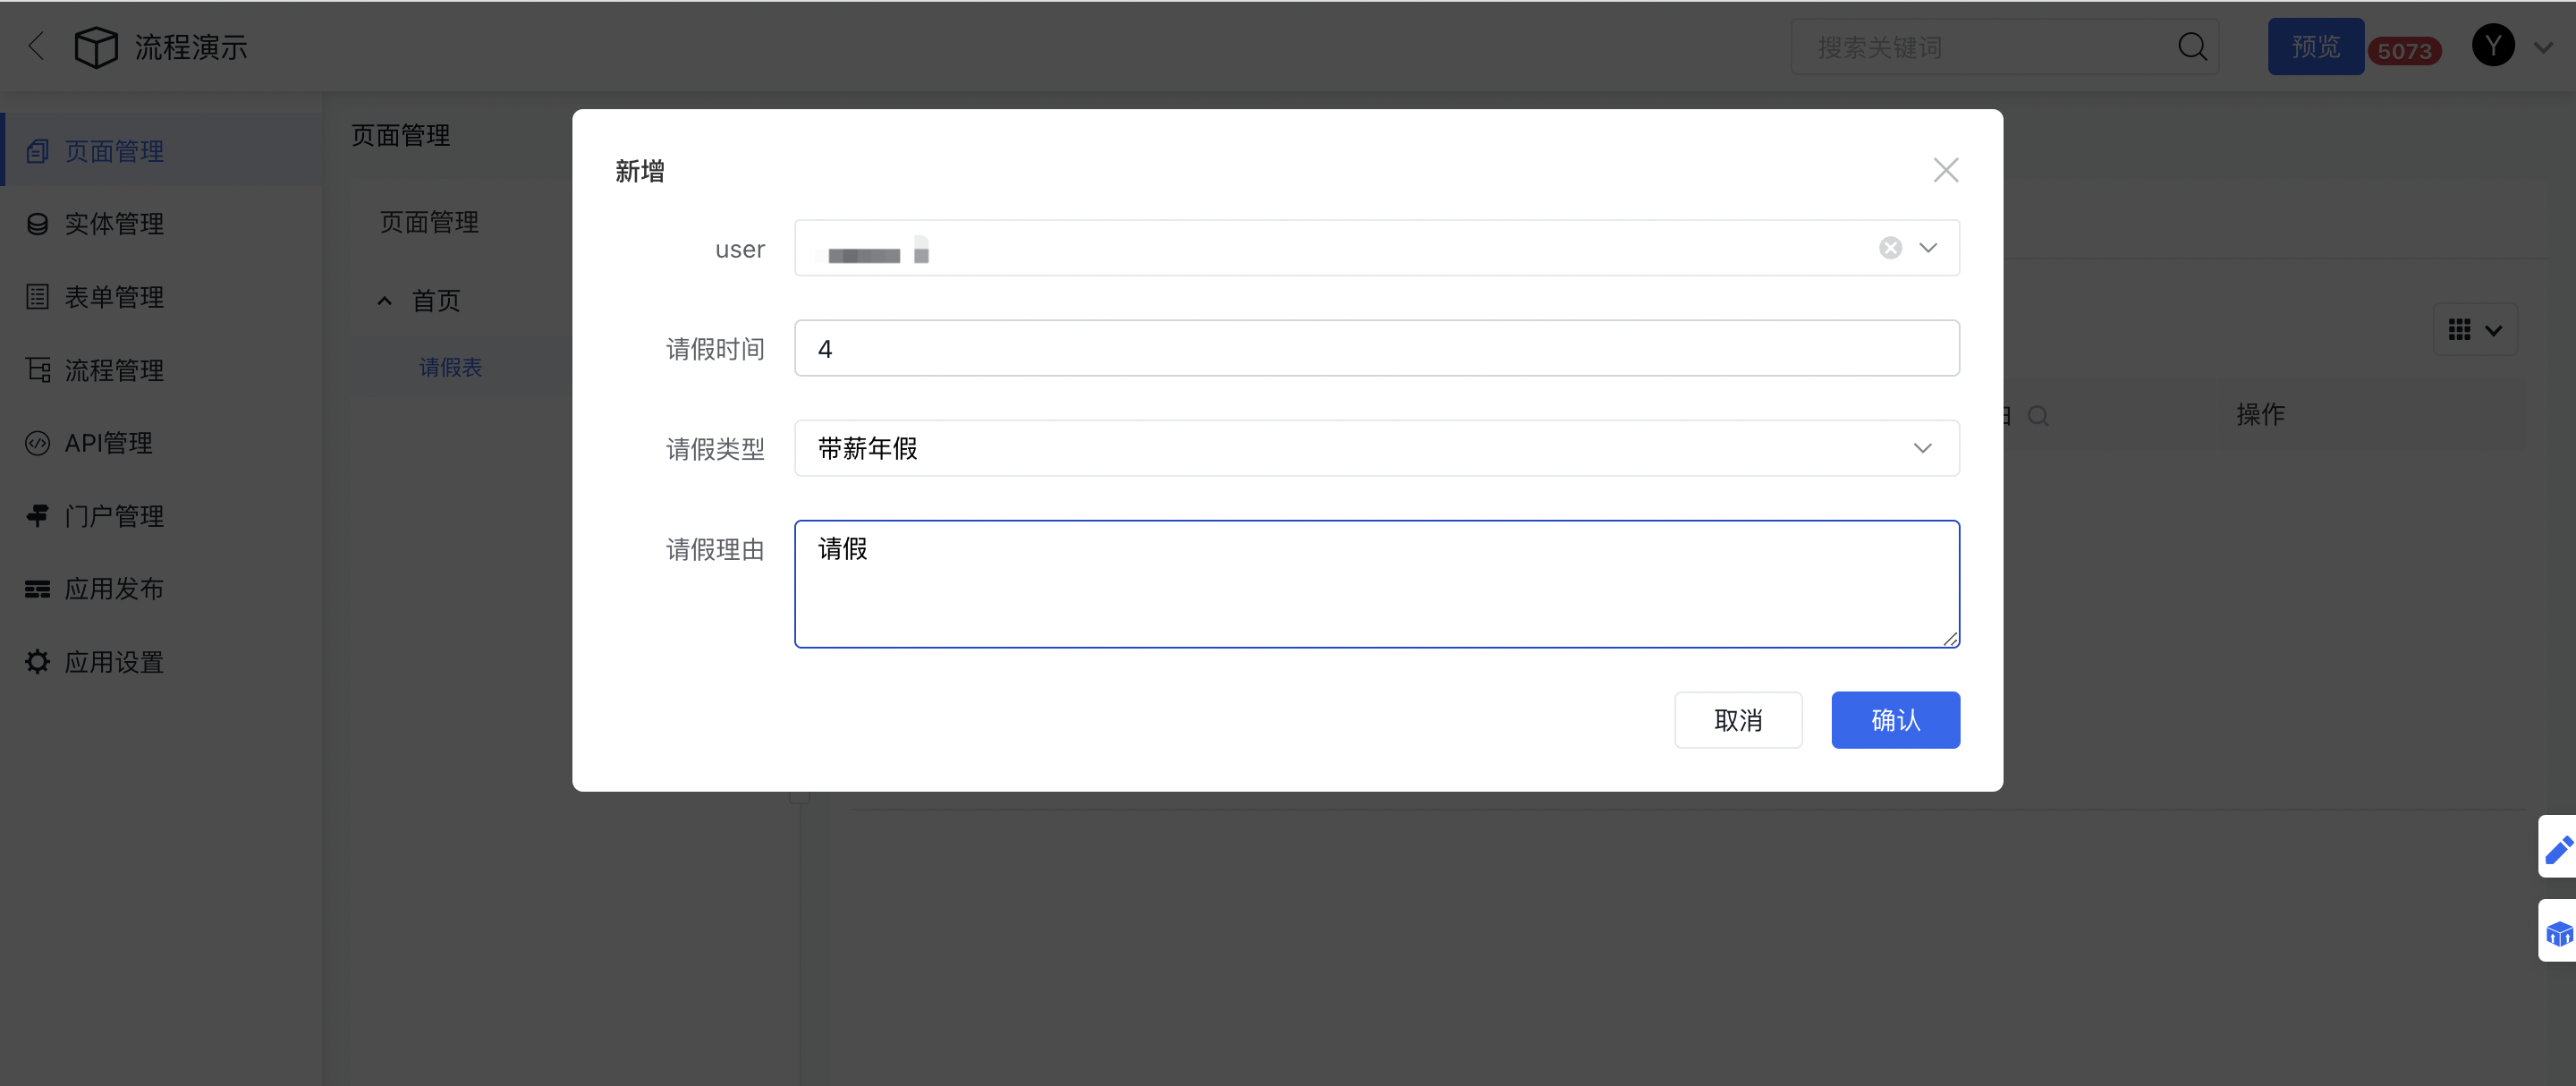 流程演示
搜索关键词
预览
5073
Y
页面管理
实体管理
表单管理
流程管理
API管理
门户管理
应用发布
应用设置
页面管理
页面管理
首页
请假表
操作
新增
user
请假时间
4
请假类型
带薪年假
请假理由
请假
取消
确认